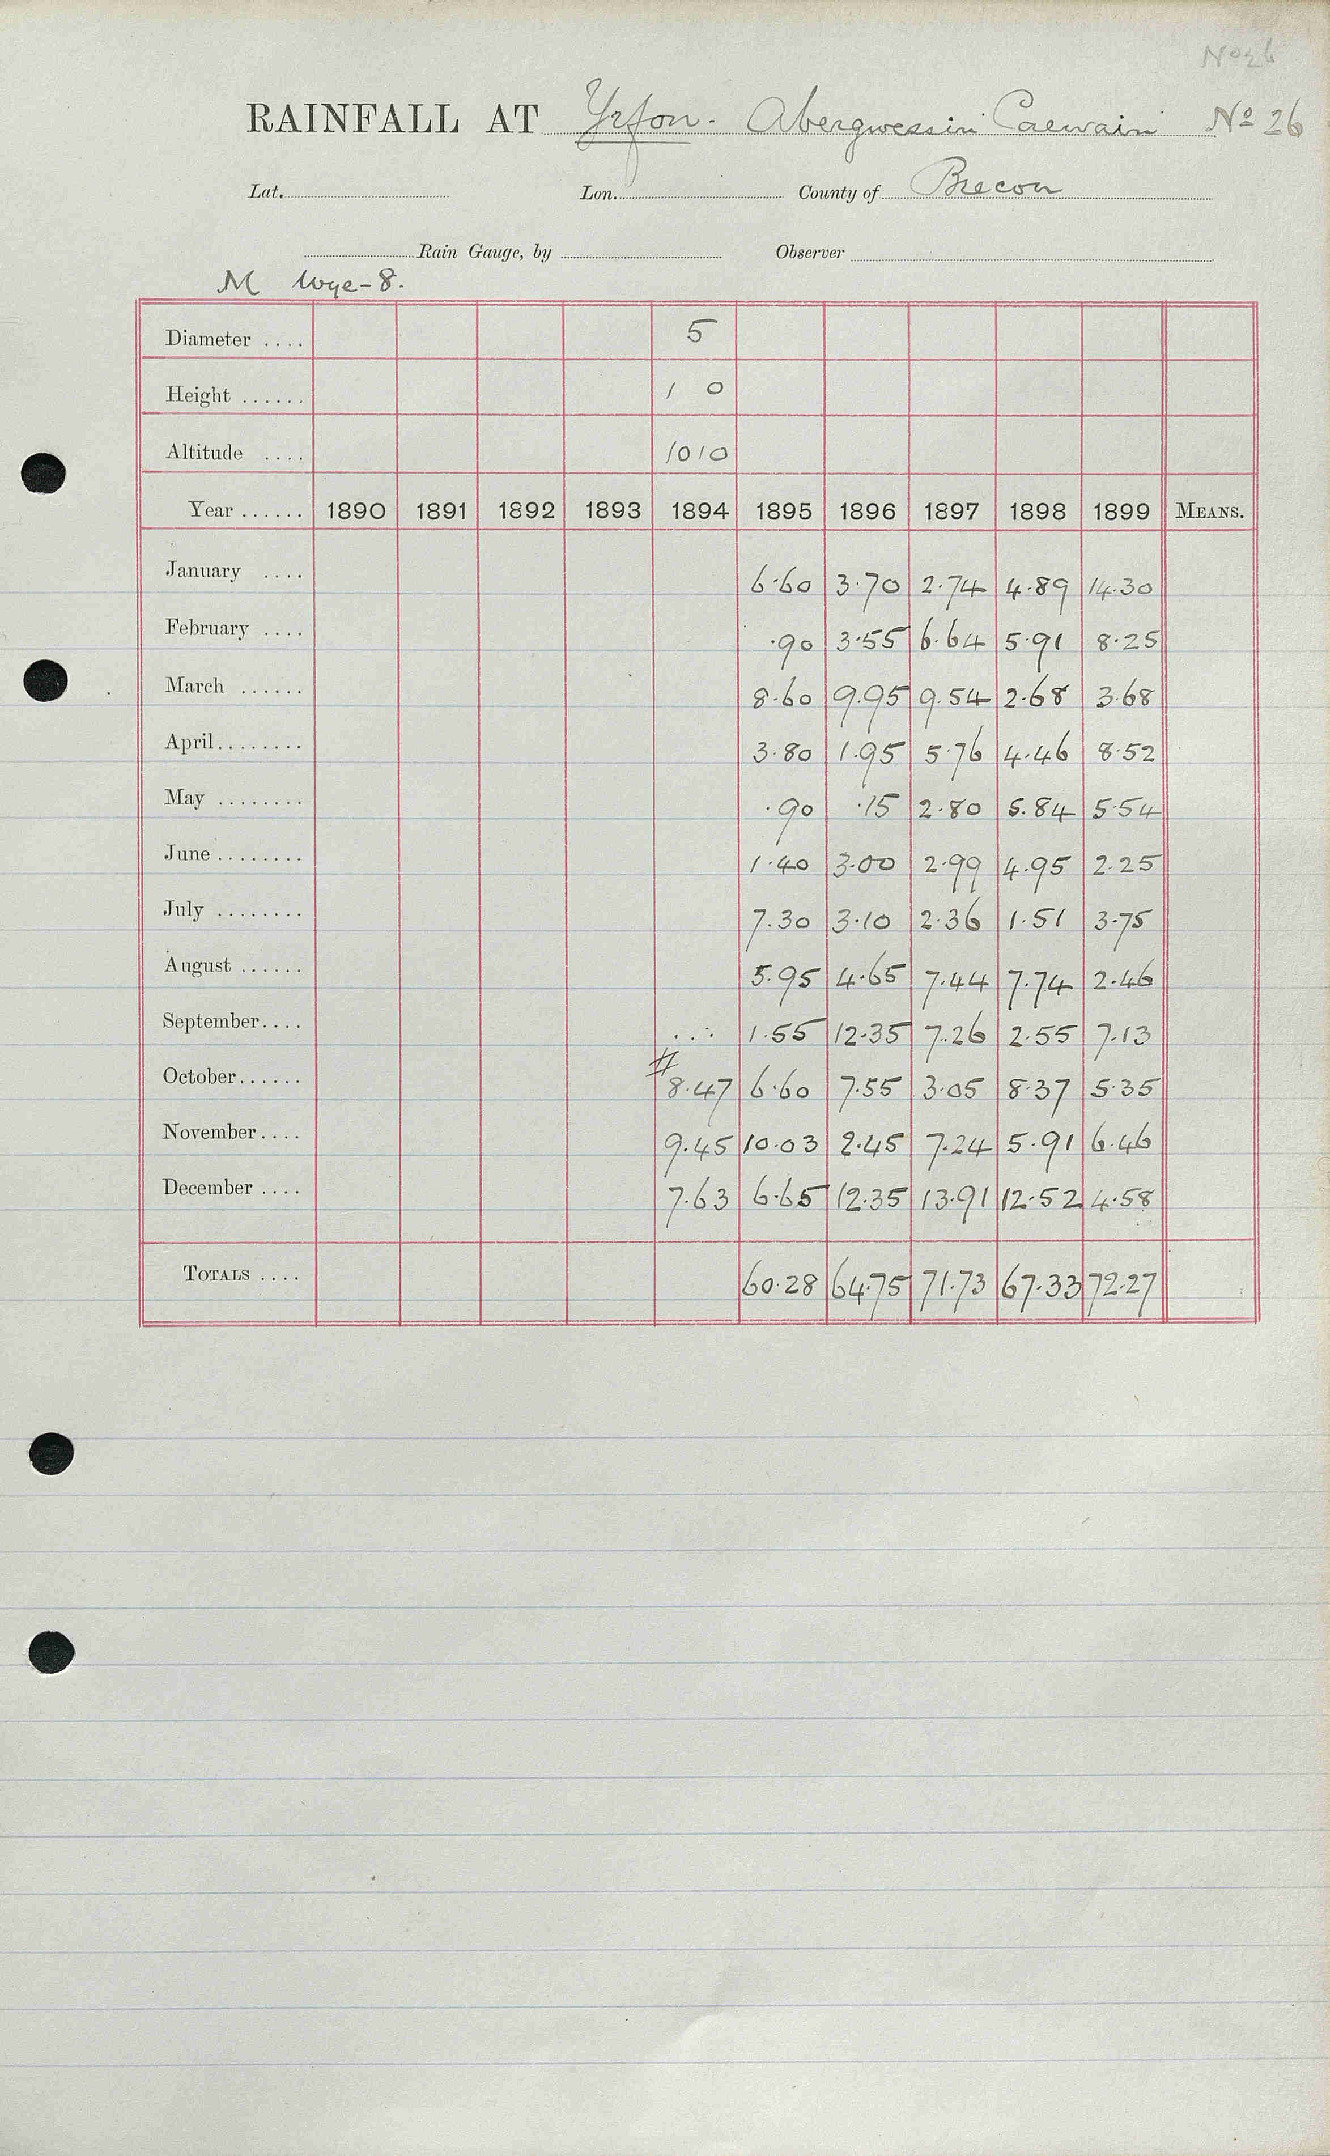 No 26
RAINFALL AT Yrfon - Abergwessin Caewain No 26
Lat. Lon. County of Brecon
Rain Gauge, by Observer
M Wye-8.
Diameter .... 5
Height ...... 1 0
Altitude .... 1010
Year ...... 1890 1891 1892 1893 1894 1895 1896 1897 1898 1899 MEANS.
January .... 6.60 3.70 2.74 4.89 14.30
February .... .90 3.55 6.64 5.91 8.25
March ...... 8.60 9.95 9.54 2.68 3.68
April........ 3.80 1.95 5.76 4.46 8.52
May ........ .90 .15 2.80 5.84 5.54
June........ 1.40 3.00 2.99 4.95 2.25
July ........ 7.30 3.10 2.36 1.51 3.75
August ...... 5.95 4.65 7.44 7.74 2.46
September.... ... 1.55 12.35 7.26 2.55 7.13
October...... # 8.47 6.60 7.55 3.05 8.37 5.35
November.... 9.45 10.03 2.45 7.24 5.91 6.46
December .... 7.63 6.65 12.35 13.91 12.52 4.58
TOTALS .... 60.28 64.75 71.73 67.33 72.27